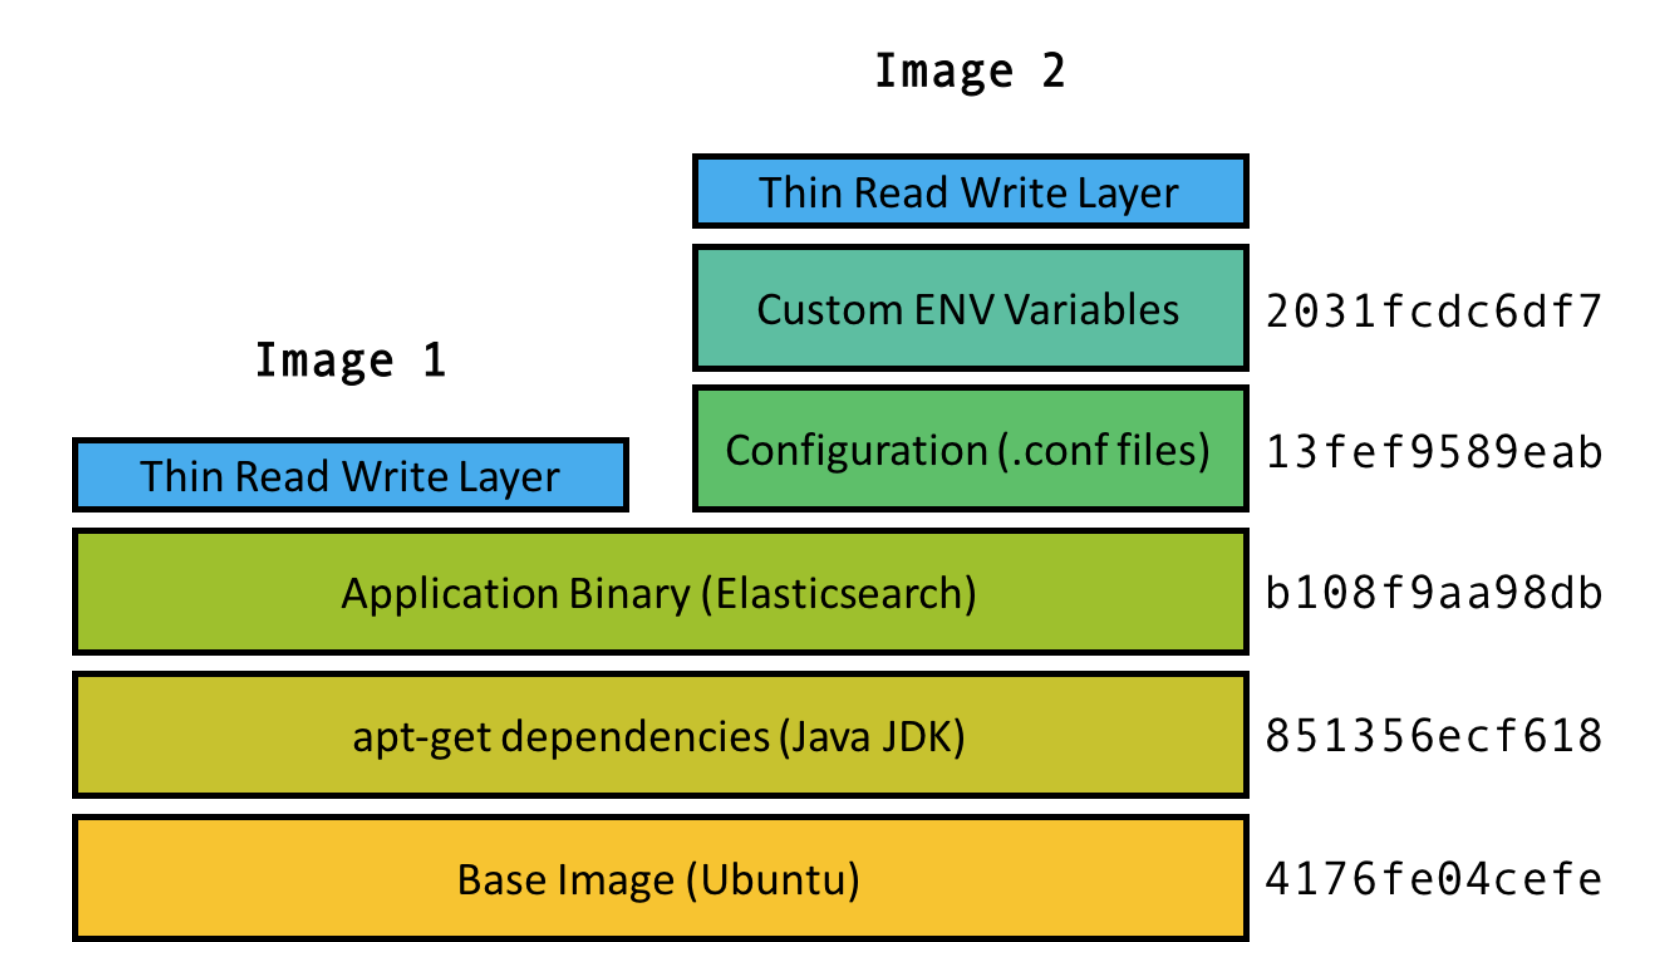 Image 2
Thin Read Write Layer
Custom ENV Variables 2031fcdc6df7
Image 1
Configuration (.conf files) 13fef9589eab
Thin Read Write Layer
Application Binary (Elasticsearch) b108f9aa98db
apt-get dependencies (Java JDK) 851356ecf618
Base Image (Ubuntu) 4176fe04cefe